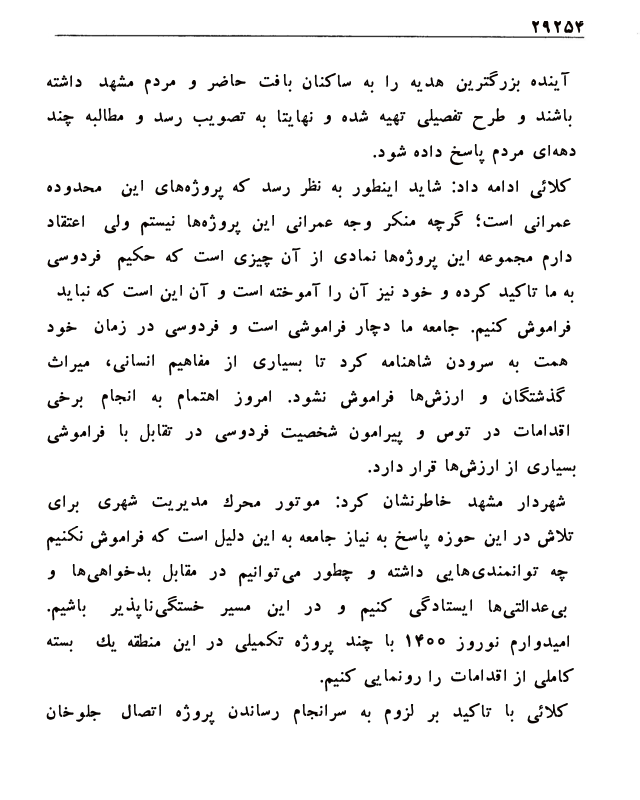 ۲۹۲۵۴
آینده بزرگترین هدیه را به ساکنان بافت حاضر و مردم مشهد داشته
باشند و طرح تفصیلی تهیه شده و نهایتا به تصویب رسد و مطالبه چند
دهه‌ای مردم پاسخ داده شود.
کلائی ادامه داد: شاید اینطور به نظر رسد که پروژه‌های این محدوده
عمرانی است؛ گرچه منکر وجه عمرانی این پروژه‌ها نیستم ولی اعتقاد
دارم مجموعه این پروژه‌ها نمادی از آن چیزی است که حکیم فردوسی
به ما تاکید کرده و خود نیز آن را آموخته است و آن این است که نباید
فراموش کنیم. جامعه ما دچار فراموشی است و فردوسی در زمان خود
همت به سرودن شاهنامه کرد تا بسیاری از مفاهیم انسانی، میراث
گذشتگان و ارزش‌ها فراموش نشود. امروز اهتمام به انجام برخی
اقدامات در توس و پیرامون شخصیت فردوسی در تقابل با فراموشی
بسیاری از ارزش‌ها قرار دارد.
شهردار مشهد خاطرنشان کرد: موتور محرك مدیریت شهری برای
تلاش در این حوزه پاسخ به نیاز جامعه به این دلیل است که فراموش نکنیم
چه توانمندی‌هایی داشته و چطور می‌توانیم در مقابل بدخواهی‌ها و
بی‌عدالتی‌ها ایستادگی کنیم و در این مسیر خستگی‌ناپذیر باشیم.
امیدوارم نوروز ۱۴۰۰ با چند پروژه تکمیلی در این منطقه یك بسته
کاملی از اقدامات را رونمایی کنیم.
کلائی با تاکید بر لزوم به سرانجام رساندن پروژه اتصال جلوخان